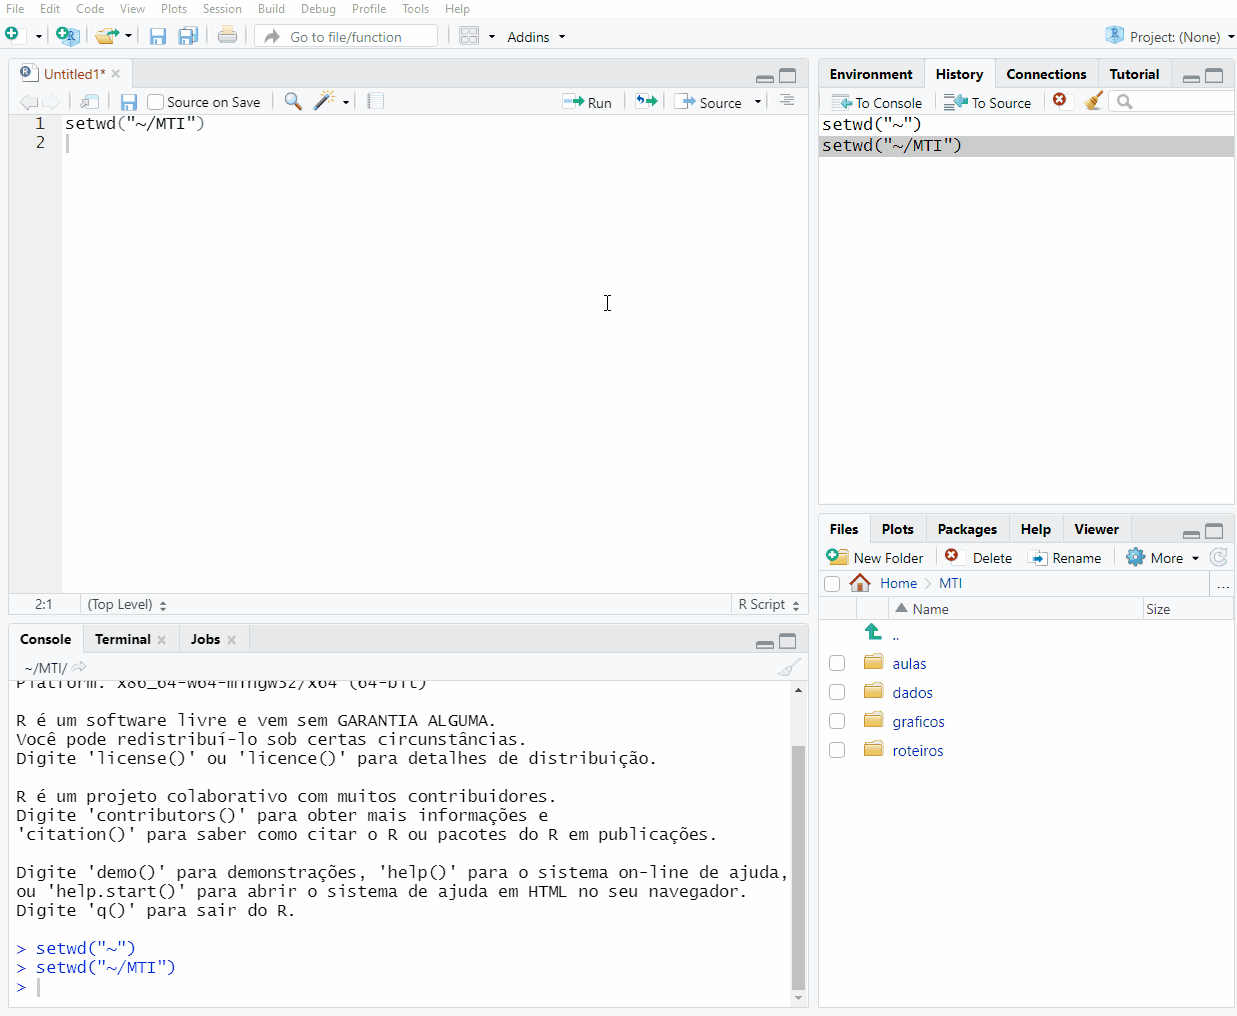 File Edit Code View Plots Session Build Debug Profile Tools Help
Go to file/function Addins Project: (None)
Untitled1*
Source on Save Run Source
1 setwd("~/MTI")
2
2:1 (Top Level) R Script
Console Terminal Jobs
~/MTI/
Platform: x86_64-w64-mingw32/x64 (64-bit)
R é um software livre e vem sem GARANTIA ALGUMA.
Você pode redistribuí-lo sob certas circunstâncias.
Digite 'license()' ou 'licence()' para detalhes de distribuição.
R é um projeto colaborativo com muitos contribuidores.
Digite 'contributors()' para obter mais informações e
'citation()' para saber como citar o R ou pacotes do R em publicações.
Digite 'demo()' para demonstrações, 'help()' para o sistema on-line de ajuda,
ou 'help.start()' para abrir o sistema de ajuda em HTML no seu navegador.
Digite 'q()' para sair do R.
> setwd("~")
> setwd("~/MTI")
>
Environment History Connections Tutorial
To Console To Source
setwd("~")
setwd("~/MTI")
Files Plots Packages Help Viewer
New Folder Delete Rename More
Home MTI ...
Name Size
..
aulas
dados
graficos
roteiros